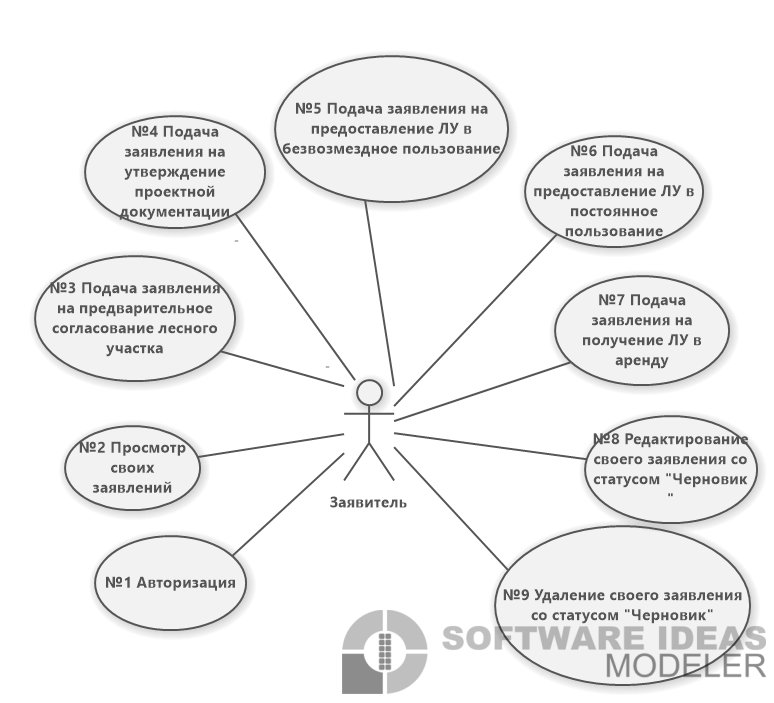 №5 Подача заявления на
предоставление ЛУ в
безвозмездное пользование
№4 Подача
заявления на
утверждение
проектной
документации
№6 Подача
заявления на
предоставление ЛУ в
постоянное
пользование
№3 Подача заявления
на предварительное
согласование лесного
участка
№7 Подача
заявления на
получение ЛУ в
аренду
№2 Просмотр
своих
заявлений
№8 Редактирование
своего заявления со
статусом "Черновик
"
Заявитель
№1 Авторизация
№9 Удаление своего заявления
со статусом "Черновик"
SOFTWARE IDEAS
MODELER